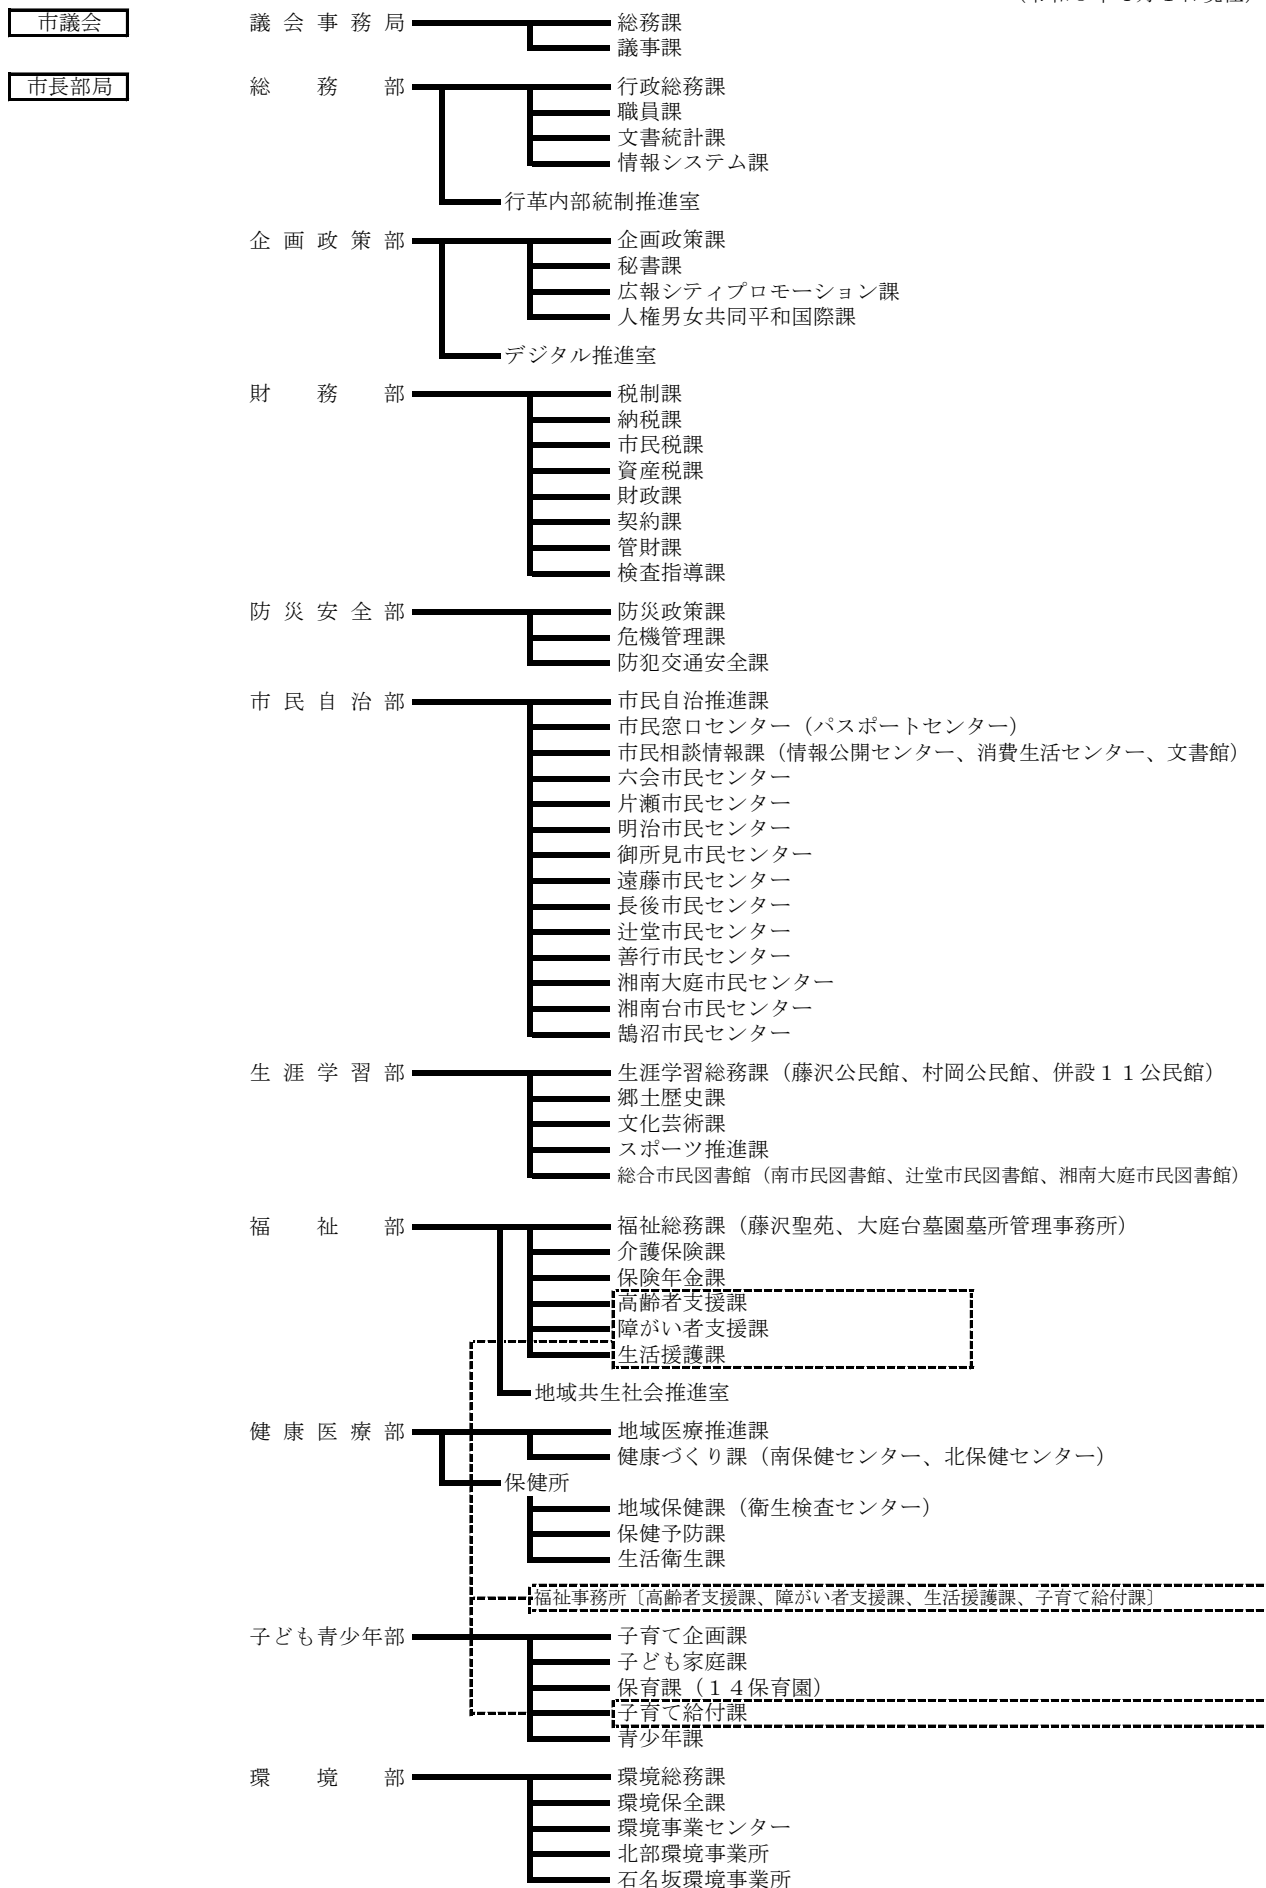 市議会 議会事務局 総務課
議事課
市長部局 総務部 行政総務課
職員課
文書統計課
情報システム課
行革内部統制推進室
企画政策部 企画政策課
秘書課
広報シティプロモーション課
人権男女共同平和国際課
デジタル推進室
財務部 税制課
納税課
市民税課
資産税課
財政課
契約課
管財課
検査指導課
防災安全部 防災政策課
危機管理課
防犯交通安全課
市民自治部 市民自治推進課
市民窓口センター（パスポートセンター）
市民相談情報課（情報公開センター、消費生活センター、文書館）
六会市民センター
片瀬市民センター
明治市民センター
御所見市民センター
遠藤市民センター
長後市民センター
辻堂市民センター
善行市民センター
湘南大庭市民センター
湘南台市民センター
鵠沼市民センター
生涯学習部 生涯学習総務課（藤沢公民館、村岡公民館、併設１１公民館）
郷土歴史課
文化芸術課
スポーツ推進課
総合市民図書館（南市民図書館、辻堂市民図書館、湘南大庭市民図書館）
福祉部 福祉総務課（藤沢聖苑、大庭台墓園墓所管理事務所）
介護保険課
保険年金課
高齢者支援課
障がい者支援課
生活援護課
地域共生社会推進室
健康医療部 地域医療推進課
健康づくり課（南保健センター、北保健センター）
保健所
地域保健課（衛生検査センター）
保健予防課
生活衛生課
福祉事務所〔高齢者支援課、障がい者支援課、生活援護課、子育て給付課〕
子ども青少年部 子育て企画課
子ども家庭課
保育課（１４保育園）
子育て給付課
青少年課
環境部 環境総務課
環境保全課
環境事業センター
北部環境事業所
石名坂環境事業所